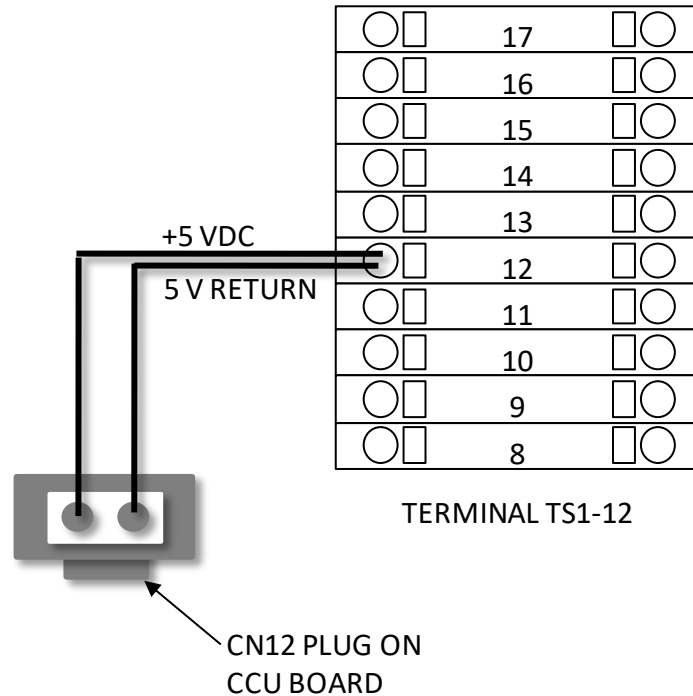 17
16
15
14
13
+5 VDC
12
5 V RETURN
11
10
9
8
TERMINAL TS1-12
CN12 PLUG ON
CCU BOARD